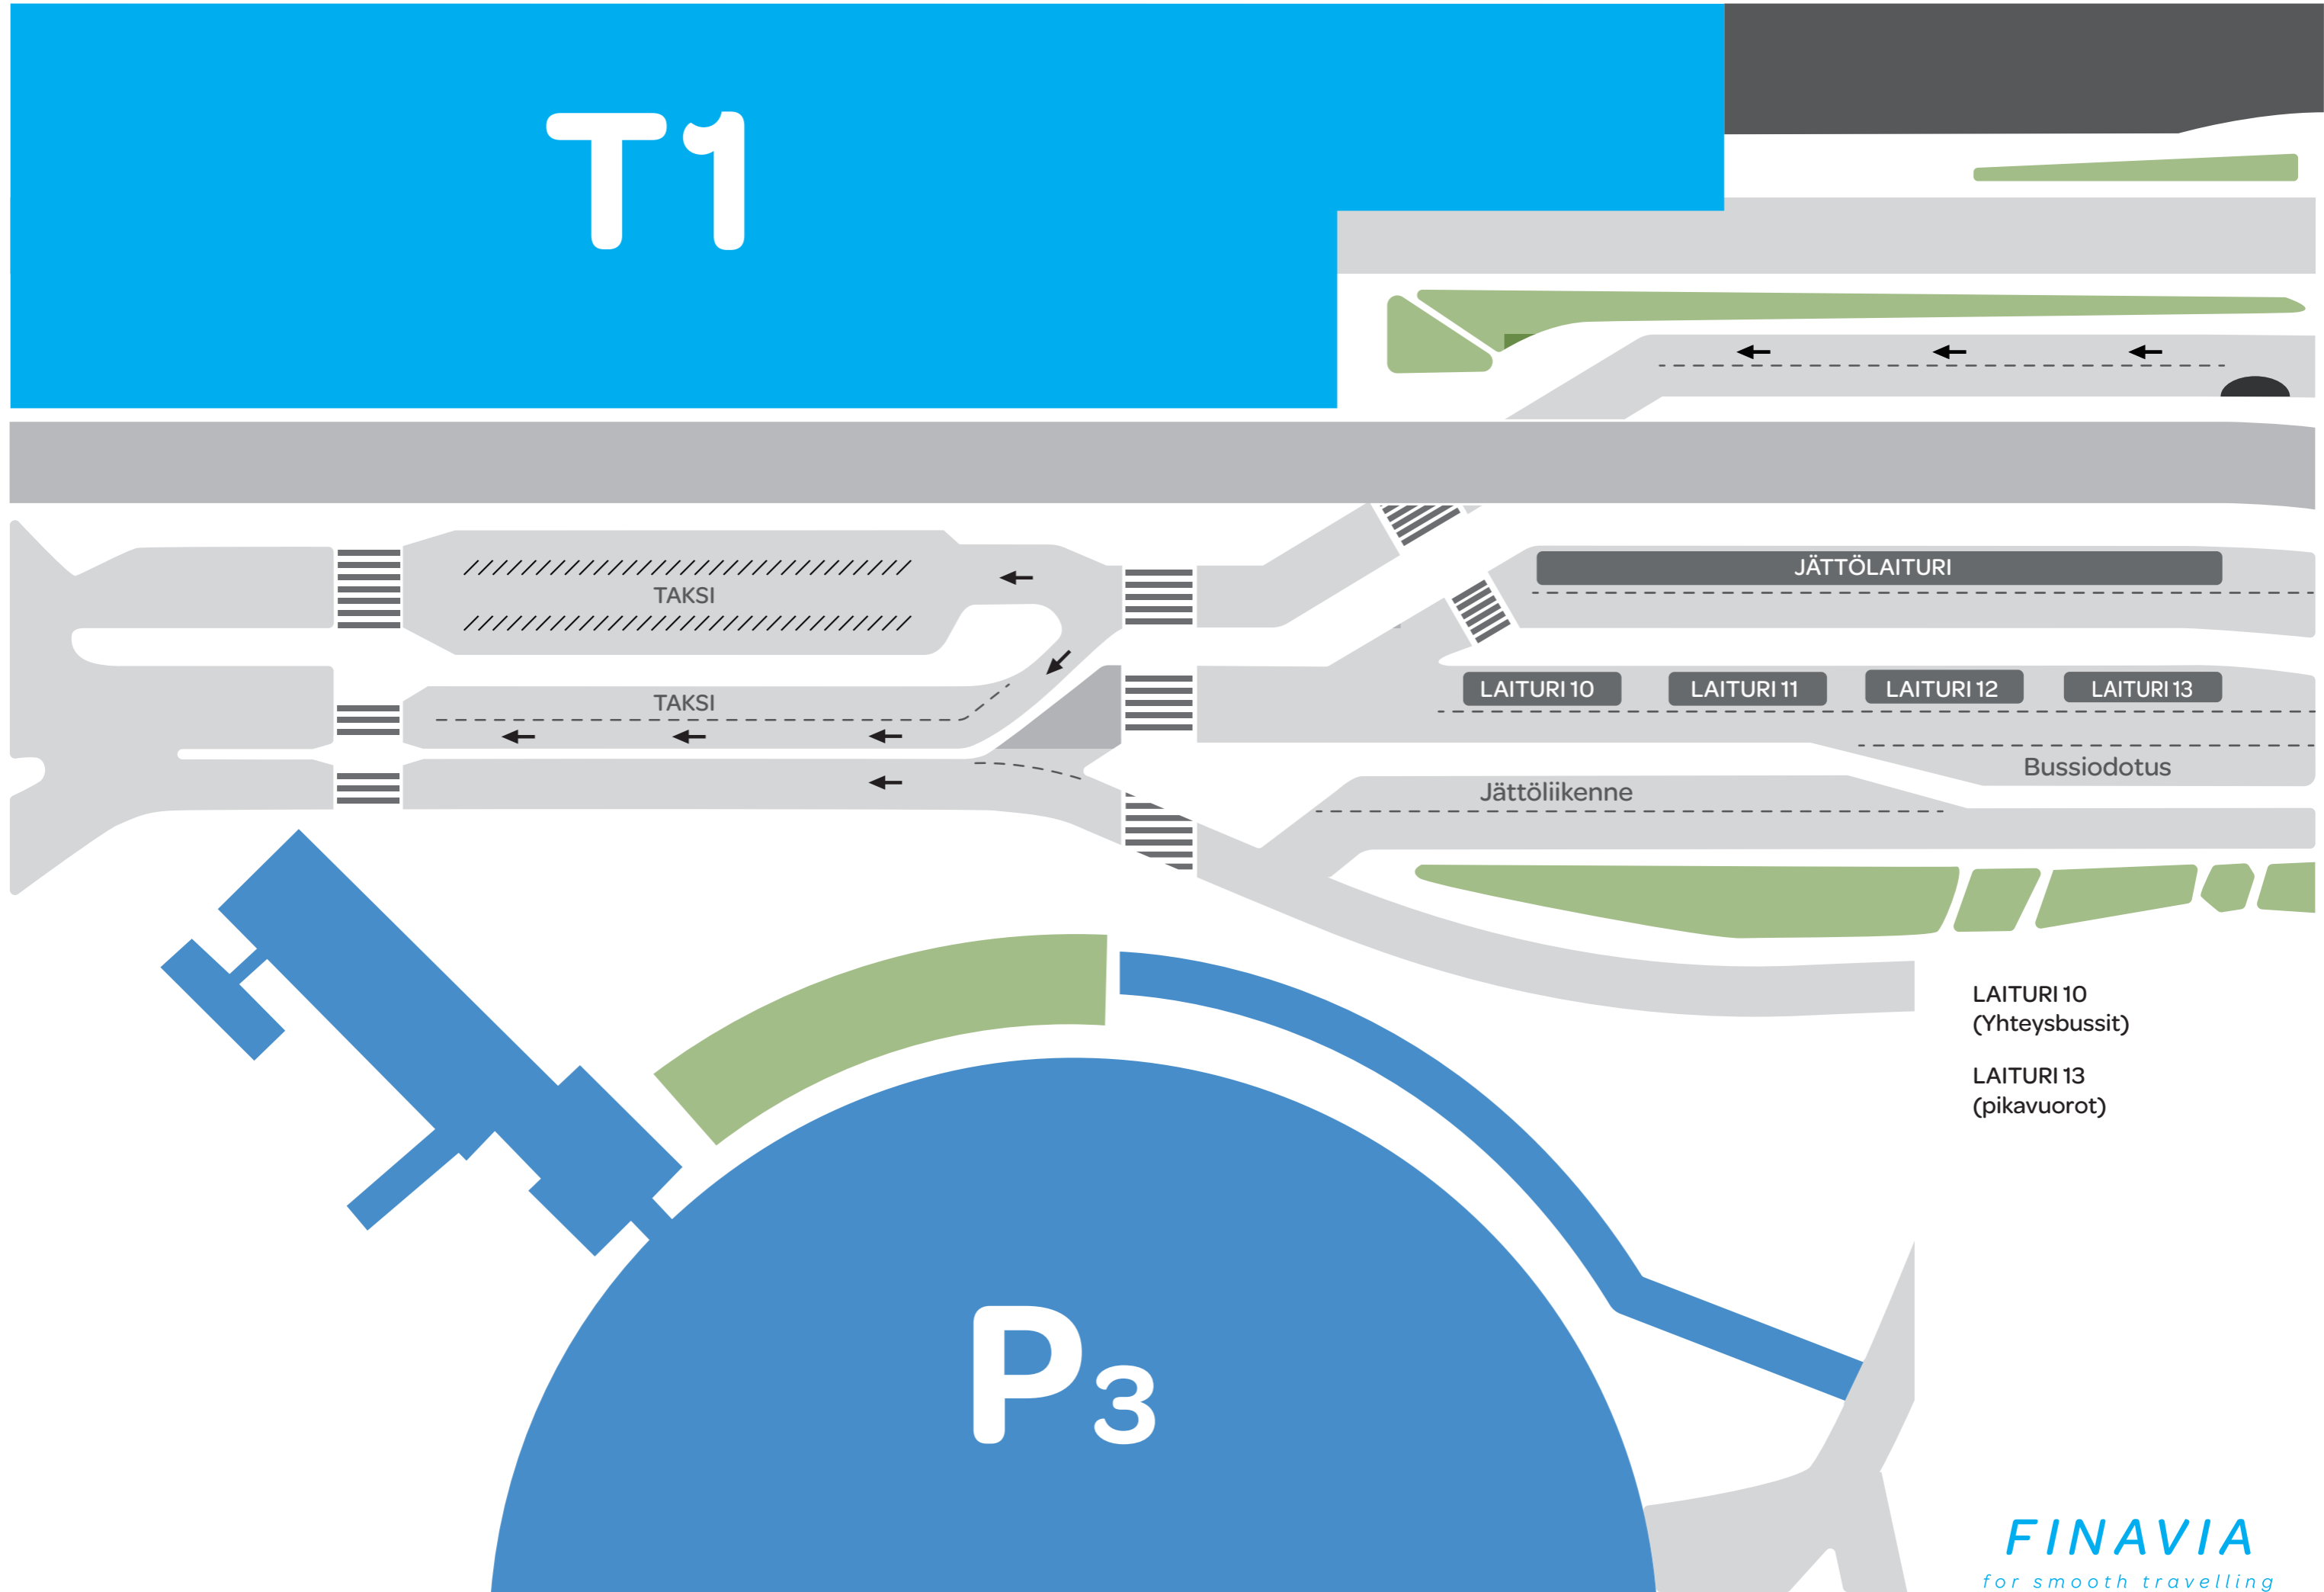 T1
JÄTTÖLAITURI
TAKSI
TAKSI
LAITURI 10
LAITURI 11
LAITURI 12
LAITURI 13
Bussiodotus
Jättöliikenne
LAITURI 10
(Yhteysbussit)
LAITURI 13
(pikavuorot)
P3
FINAVIA
for smooth travelling